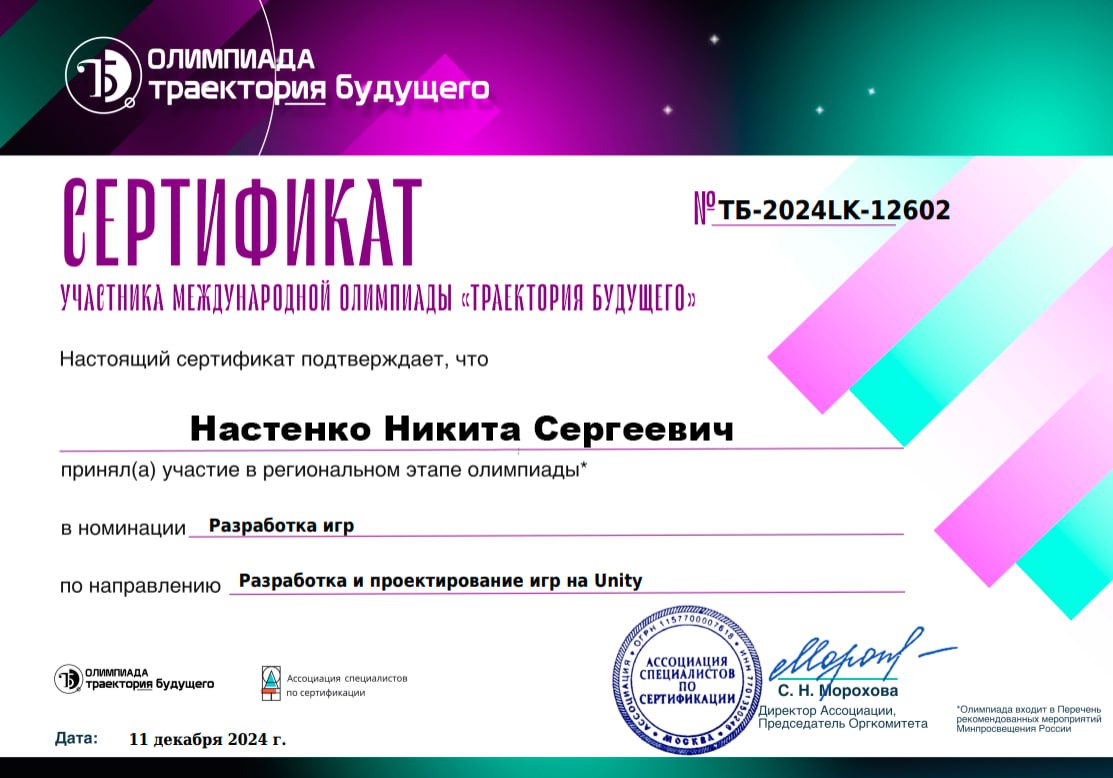 ОЛИМПИАДА
траектория будущего
СЕРТИФИКАТ
№ТБ-2024LK-12602
УЧАСТНИКА МЕЖДУНАРОДНОЙ ОЛИМПИАДЫ «ТРАЕКТОРИЯ БУДУЩЕГО»
Настоящий сертификат подтверждает, что
Настенко Никита Сергеевич
принял(а) участие в региональном этапе олимпиады*
в номинации Разработка игр
по направлению Разработка и проектирование игр на Unity
ОЛИМПИАДА
траектория будущего
Ассоциация специалистов
по сертификации
АССОЦИАЦИЯ
СПЕЦИАЛИСТОВ
ПО
СЕРТИФИКАЦИИ
АССОЦИАЦИЯ * ОГРН 1157700007618 * ИНН 7701350246
* МОСКВА *
С. Н. Морохова
Директор Ассоциации,
Председатель Оргкомитета
*Олимпиада входит в Перечень
рекомендованных мероприятий
Минпросвещения России
Дата: 11 декабря 2024 г.